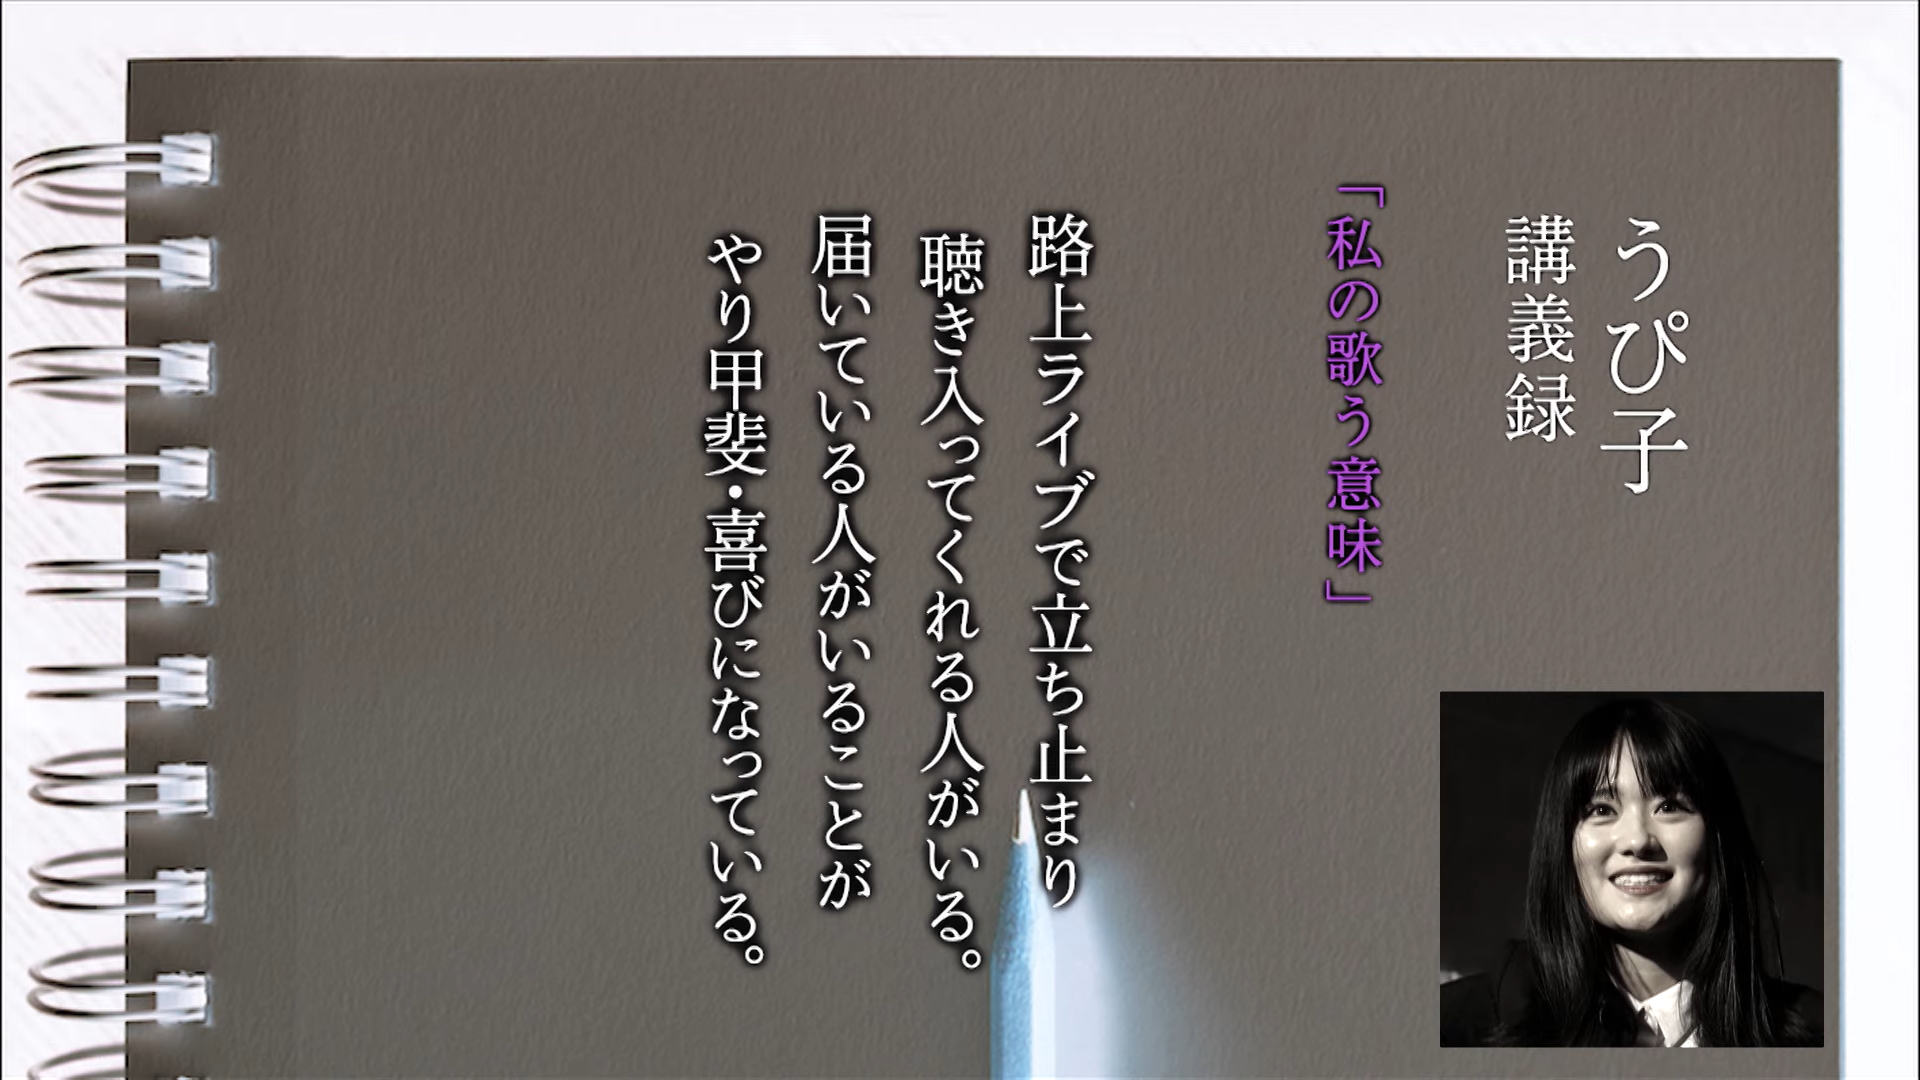 うぴ子
講義録
「私の歌う意味」
路上ライブで立ち止まり
聴き入ってくれる人がいる。
届いている人がいることが
やり甲斐・喜びになっている。